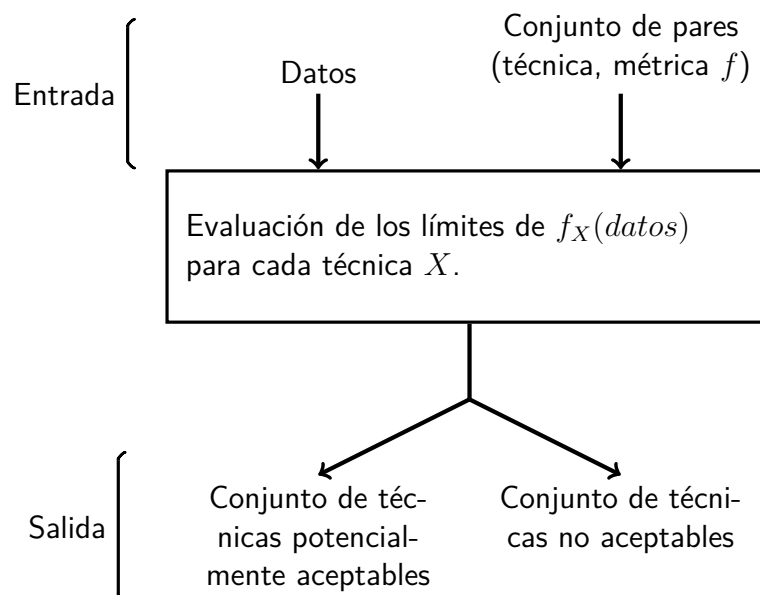 Conjunto de pares
(técnica, métrica f)
Datos
Entrada
Evaluación de los límites de f_X(datos)
para cada técnica X.
Salida
Conjunto de téc-
nicas potencial-
mente aceptables
Conjunto de técni-
cas no aceptables